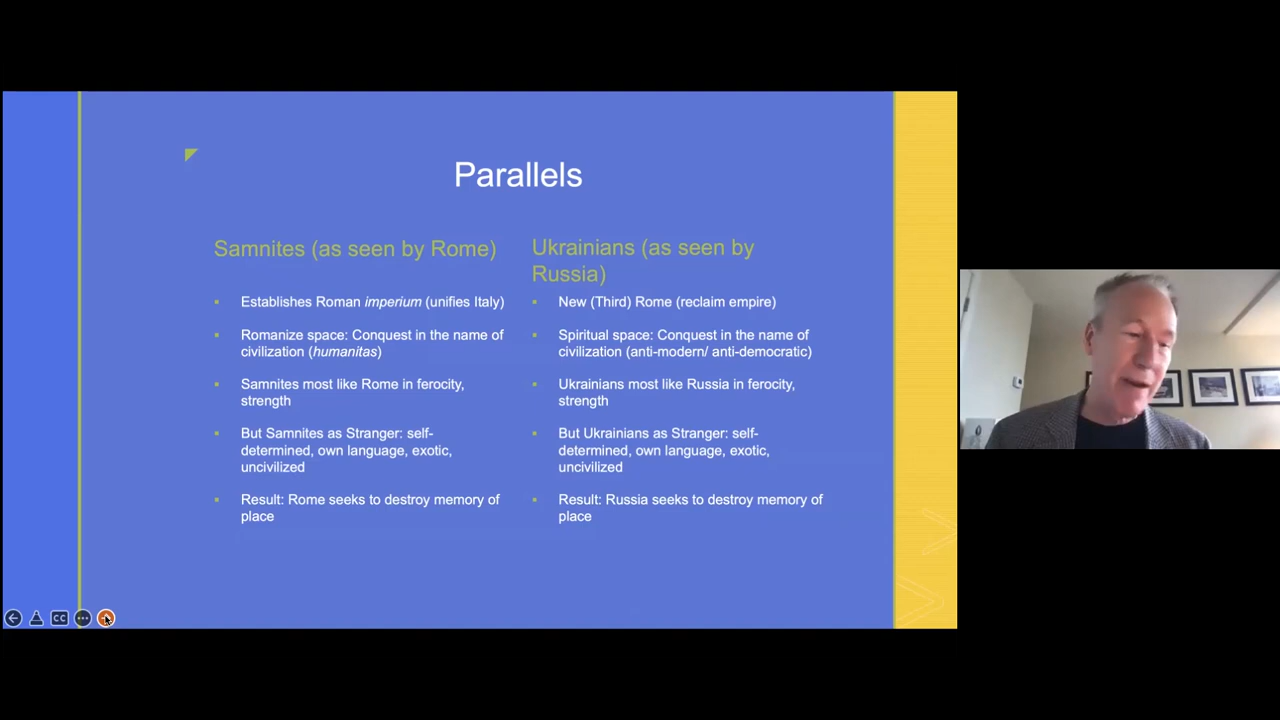 Parallels
Samnites (as seen by Rome)
Establishes Roman imperium (unifies Italy)
Romanize space: Conquest in the name of
civilization (humanitas)
Samnites most like Rome in ferocity,
strength
But Samnites as Stranger: self-
determined, own language, exotic,
uncivilized
Result: Rome seeks to destroy memory of
place
Ukrainians (as seen by
Russia)
New (Third) Rome (reclaim empire)
Spiritual space: Conquest in the name of
civilization (anti-modern/ anti-democratic)
Ukrainians most like Russia in ferocity,
strength
But Ukrainians as Stranger: self-
determined, own language, exotic,
uncivilized
Result: Russia seeks to destroy memory of
place
CC